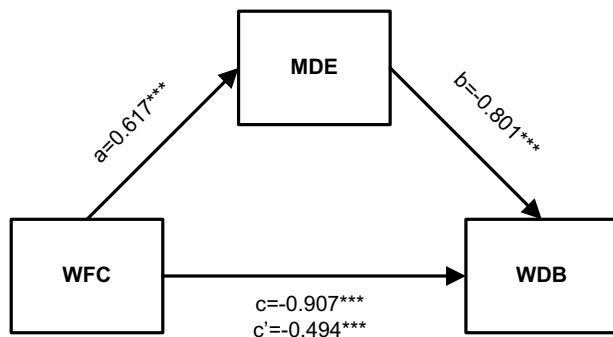 MDE
a=0.617***
b=-0.801***
WFC
WDB
c=-0.907***
c’=-0.494***